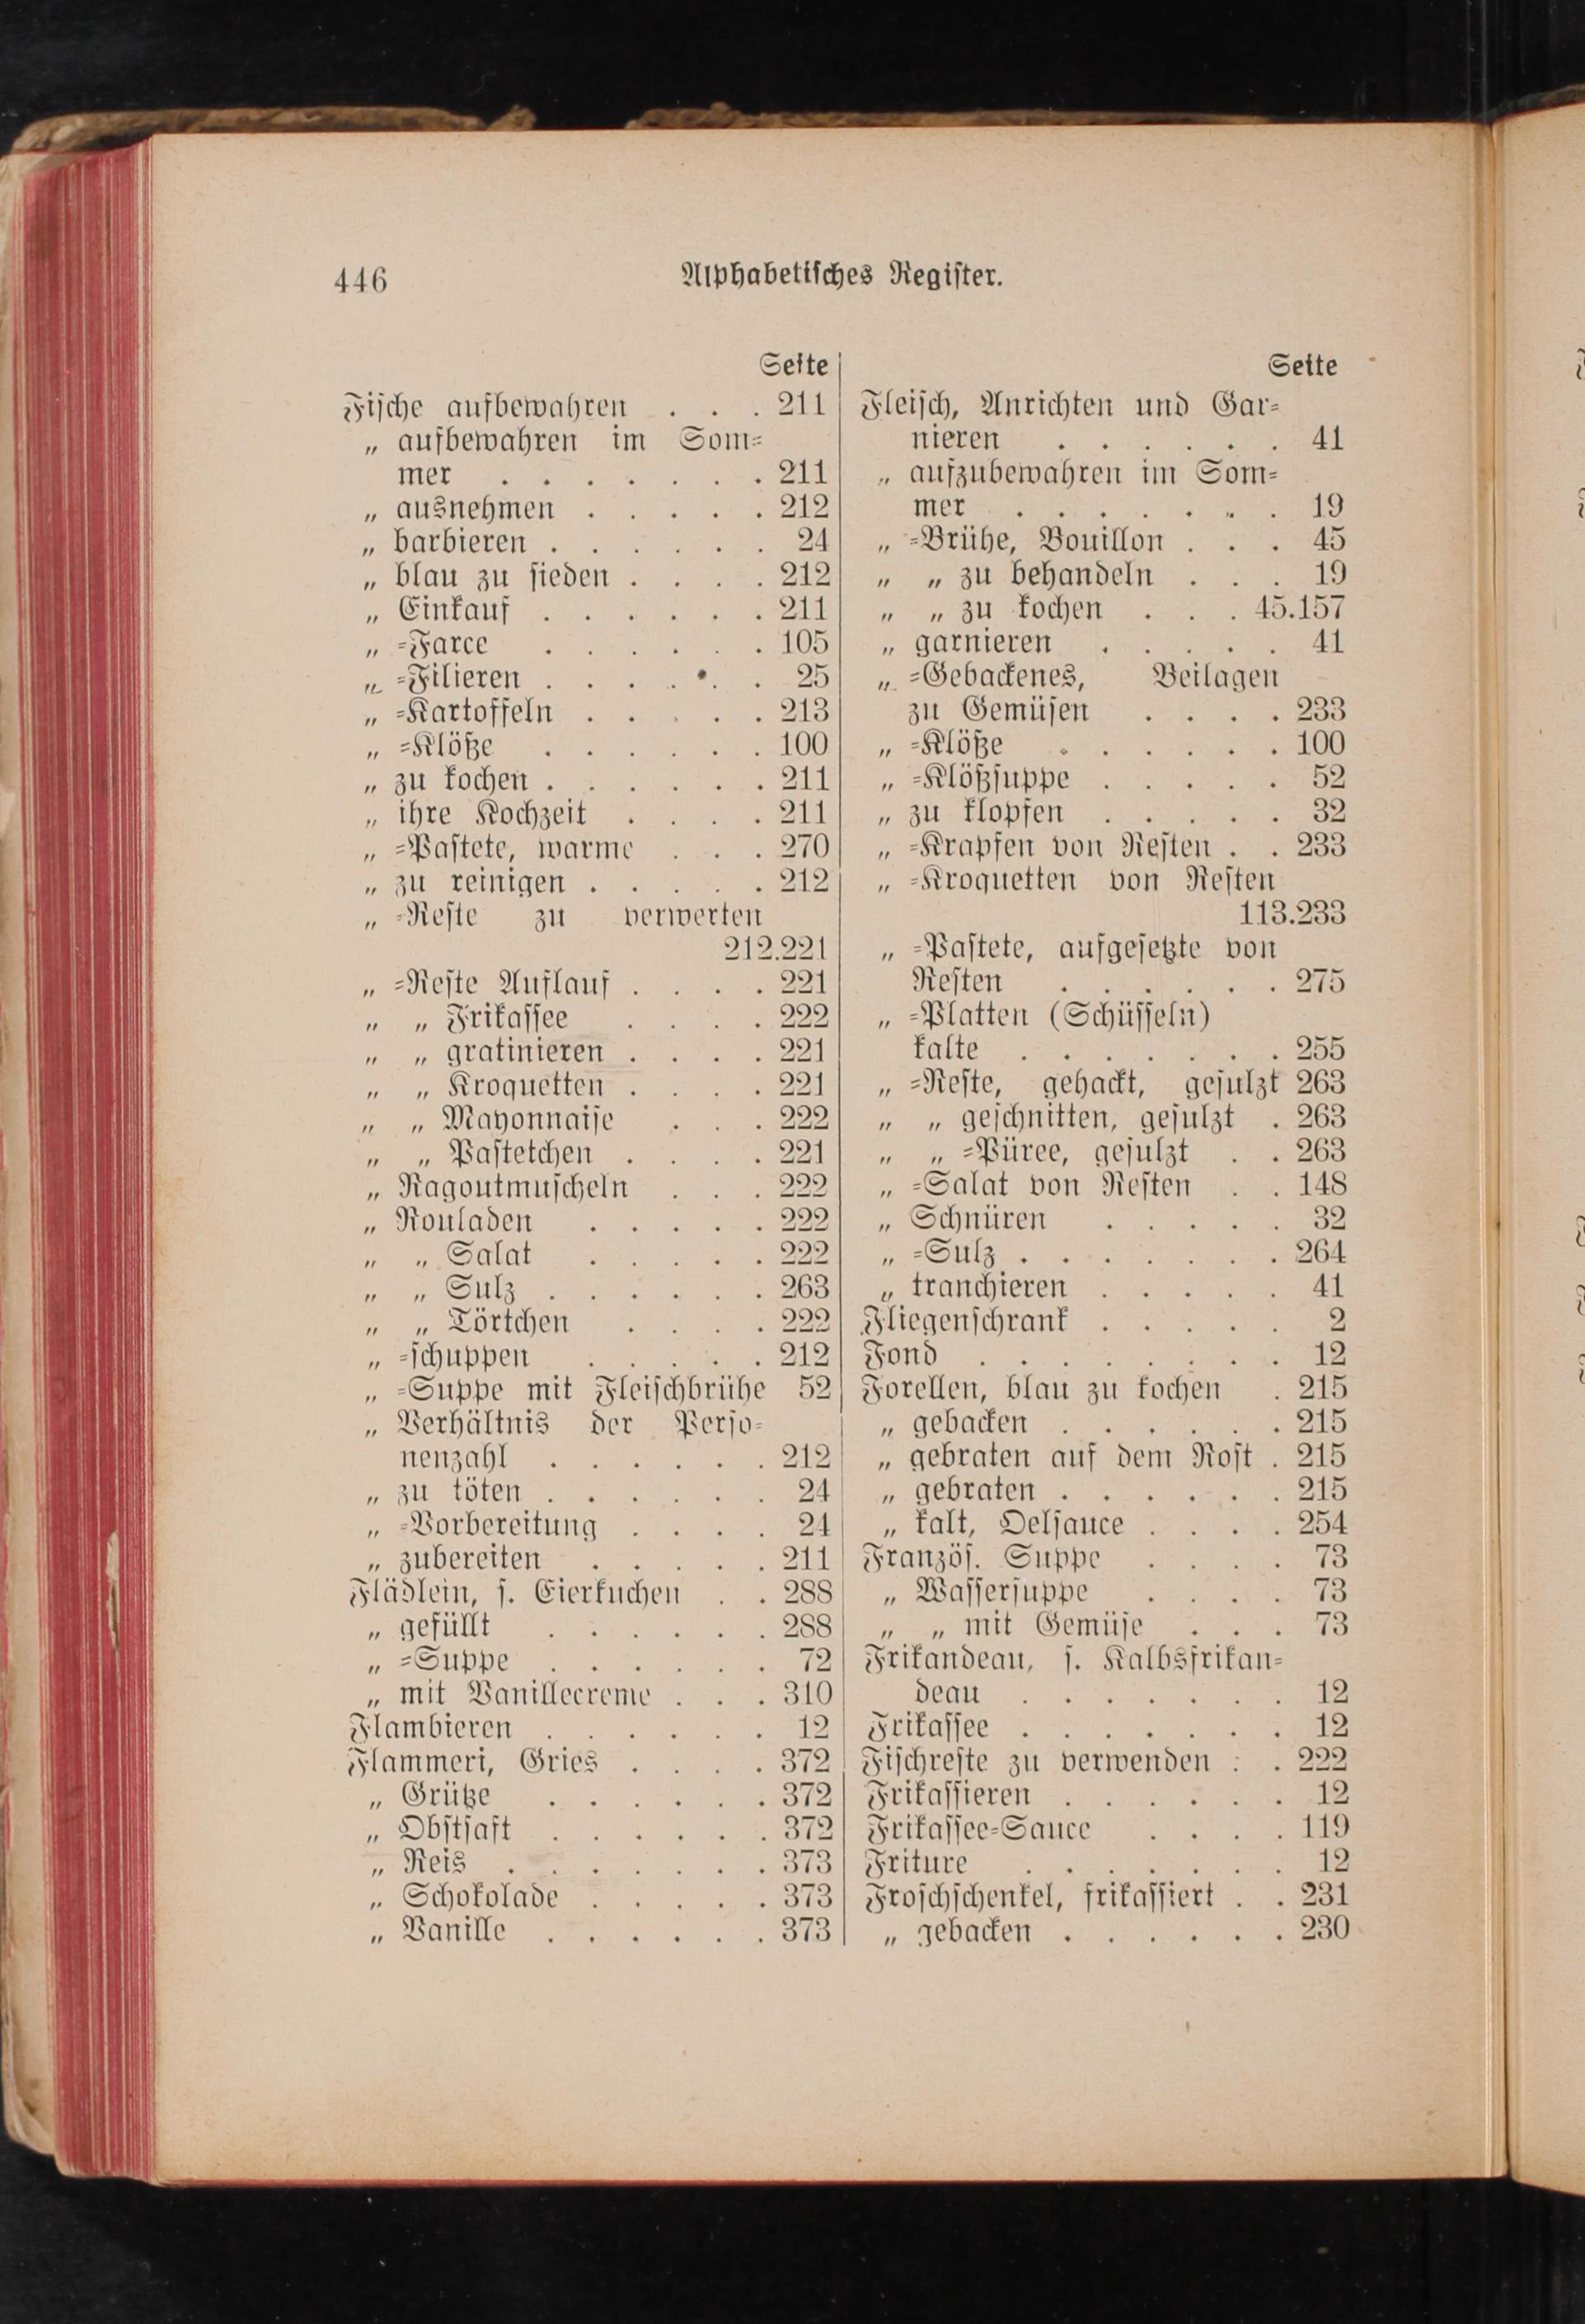 446 Alphabetisches Register.
Seite
Fische aufbewahren . . . 211
„ aufbewahren im Som-
mer . . . . . . . 211
„ ausnehmen . . . . . 212
„ barbieren . . . . . . 24
„ blau zu sieden . . . . 212
„ Einkauf . . . . . . 211
„ -Farce . . . . . . 105
„ -Filieren . . . . . . 25
„ -Kartoffeln . . . . . 213
„ -Klöße . . . . . . 100
„ zu kochen . . . . . . 211
„ ihre Kochzeit . . . . 211
„ -Pastete, warme . . . 270
„ zu reinigen . . . . . 212
„ -Reste zu verwerten
212.221
„ -Reste Auflauf . . . . 221
„ „ Frikassee . . . . 222
„ „ gratinieren . . . . 221
„ „ Kroquetten . . . . 221
„ „ Mayonnaise . . . 222
„ „ Pastetchen . . . . 221
„ Ragoutmuscheln . . . 222
„ Rouladen . . . . . 222
„ „ Salat . . . . . 222
„ „ Sulz . . . . . . 263
„ „ Törtchen . . . . 222
„ -schuppen . . . . . 212
„ -Suppe mit Fleischbrühe 52
„ Verhältnis der Perso-
nenzahl . . . . . . 212
„ zu töten . . . . . . 24
„ -Vorbereitung . . . . 24
„ zubereiten . . . . . 211
Flädlein, s. Eierkuchen . . 288
„ gefüllt . . . . . . 288
„ -Suppe . . . . . . 72
„ mit Vanillecreme . . . 310
Flambieren . . . . . . 12
Flammeri, Gries . . . . 372
„ Grütze . . . . . . 372
„ Obstsaft . . . . . . 372
„ Reis . . . . . . . 373
„ Schokolade . . . . . 373
„ Vanille . . . . . . 373
Seite
Fleisch, Anrichten und Gar-
nieren . . . . . . 41
„ aufzubewahren im Som-
mer . . . . . . . 19
„ -Brühe, Bouillon . . . 45
„ „ zu behandeln . . . 19
„ „ zu kochen . . . 45.157
„ garnieren . . . . . 41
„ -Gebackenes, Beilagen
zu Gemüsen . . . . 233
„ -Klöße . . . . . . 100
„ -Klößsuppe . . . . . 52
„ zu klopfen . . . . . 32
„ -Krapfen von Resten . . 233
„ -Kroquetten von Resten
113.233
„ -Pastete, aufgesetzte von
Resten . . . . . . 275
„ -Platten (Schüsseln)
kalte . . . . . . . 255
„ -Reste, gehackt, gesulzt 263
„ „ geschnitten, gesulzt . 263
„ „ -Püree, gesulzt . . 263
„ -Salat von Resten . . 148
„ Schnüren . . . . . 32
„ -Sulz . . . . . . . 264
„ tranchieren . . . . . 41
Fliegenschrank . . . . . 2
Fond . . . . . . . . 12
Forellen, blau zu kochen . 215
„ gebacken . . . . . . 215
„ gebraten auf dem Rost . 215
„ gebraten . . . . . . 215
„ kalt, Oelsauce . . . . 254
Französ. Suppe . . . . 73
„ Wassersuppe . . . . 73
„ „ mit Gemüse . . . 73
Frikandeau, s. Kalbsfrikan-
deau . . . . . . . 12
Frikassee . . . . . . . 12
Fischreste zu verwenden : . 222
Frikassieren . . . . . . 12
Frikassee-Sauce . . . . 119
Friture . . . . . . . 12
Froschschenkel, frikassiert . . 231
„ gebacken . . . . . . 230